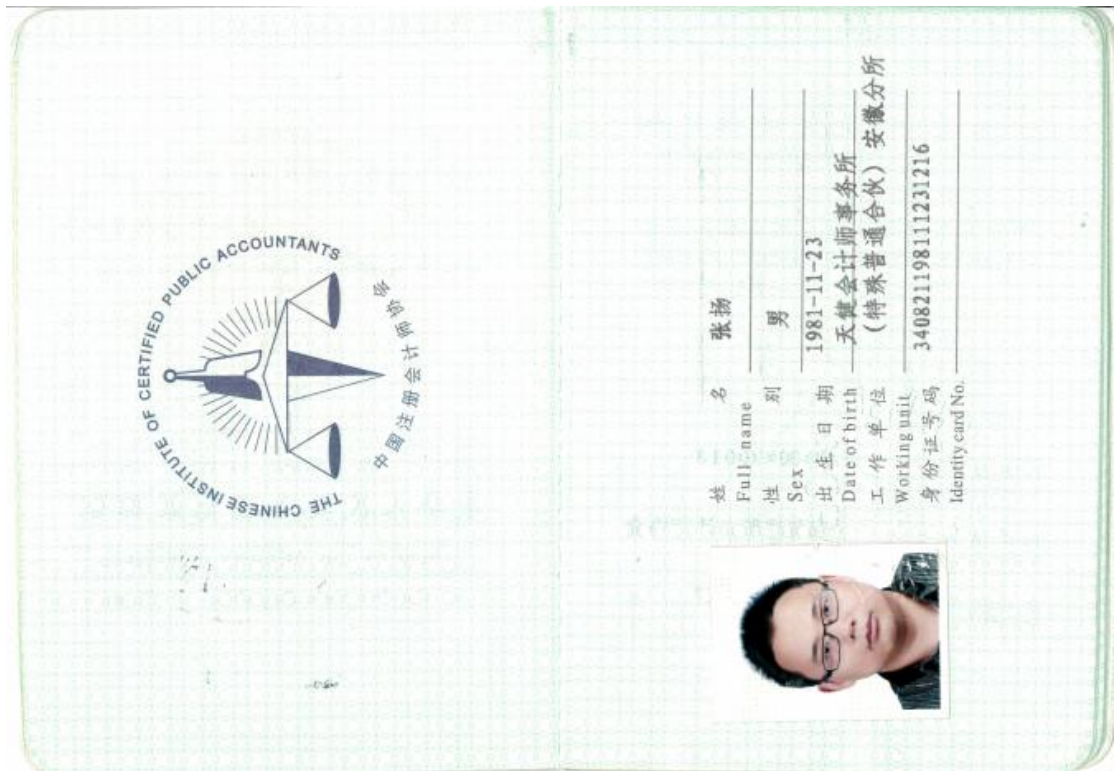 THE CHINESE INSTITUTE OF CERTIFIED PUBLIC ACCOUNTANTS
中国注册会计师协会
姓 名 张扬
Full name
性 别 男
Sex
出 生 日 期 1981-11-23
Date of birth
工 作 单 位 天健会计师事务所
(特殊普通合伙) 安徽分所
Working unit
身份证号码 340821198111231216
Identity card No.